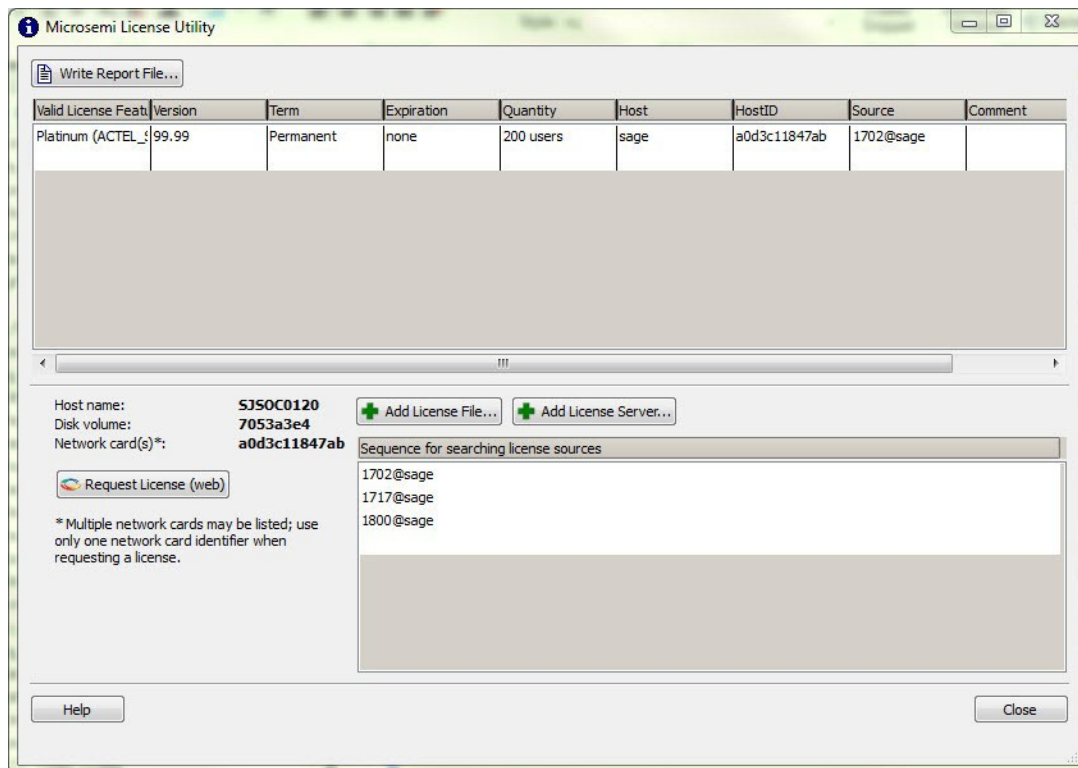 Microsemi License Utility
Write Report File...
Valid License Featu Version Term Expiration Quantity Host HostID Source Comment
Platinum (ACTEL_S 99.99 Permanent none 200 users sage a0d3c11847ab 1702@sage
Host name: SJSOC0120
Disk volume: 7053a3e4
Network card(s)*: a0d3c11847ab
Add License File... Add License Server...
Sequence for searching license sources
1702@sage
1717@sage
1800@sage
Request License (web)
* Multiple network cards may be listed; use
only one network card identifier when
requesting a license.
Help Close